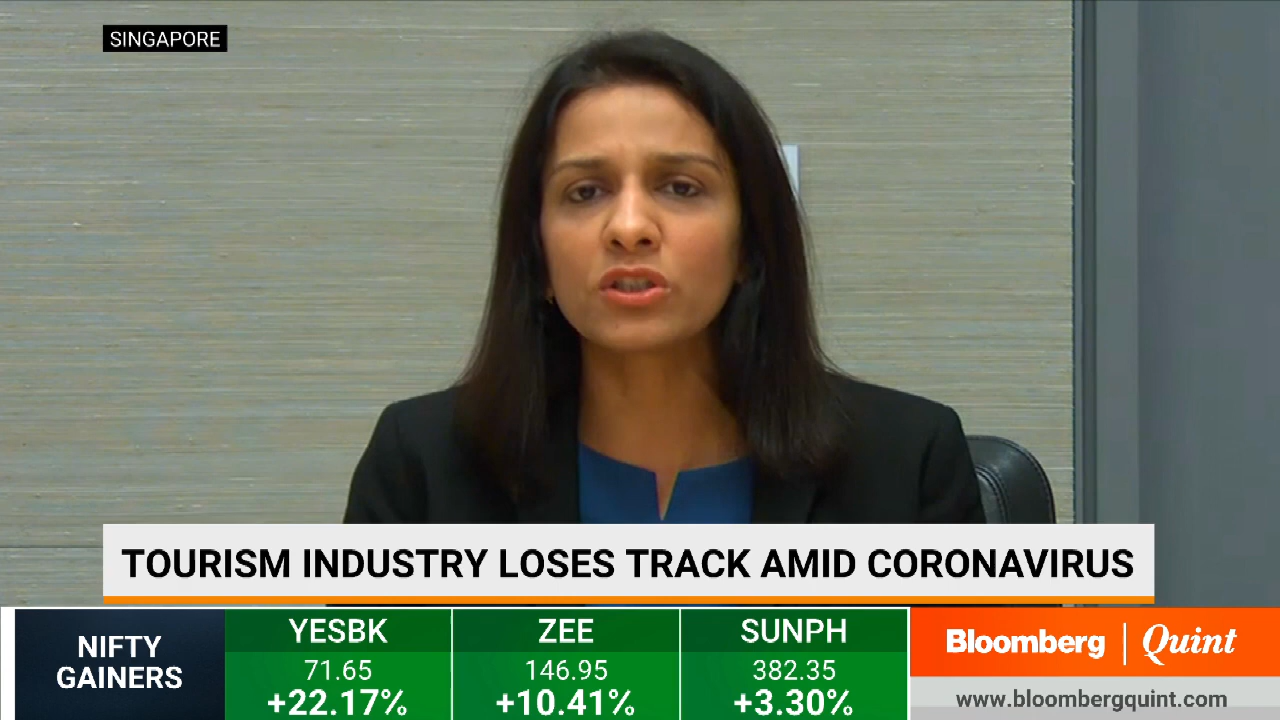 SINGAPORE
TOURISM INDUSTRY LOSES TRACK AMID CORONAVIRUS
NIFTY
GAINERS
YESBK
71.65
+22.17%
ZEE
146.95
+10.41%
SUNPH
382.35
+3.30%
Bloomberg | Quint
www.bloombergquint.com